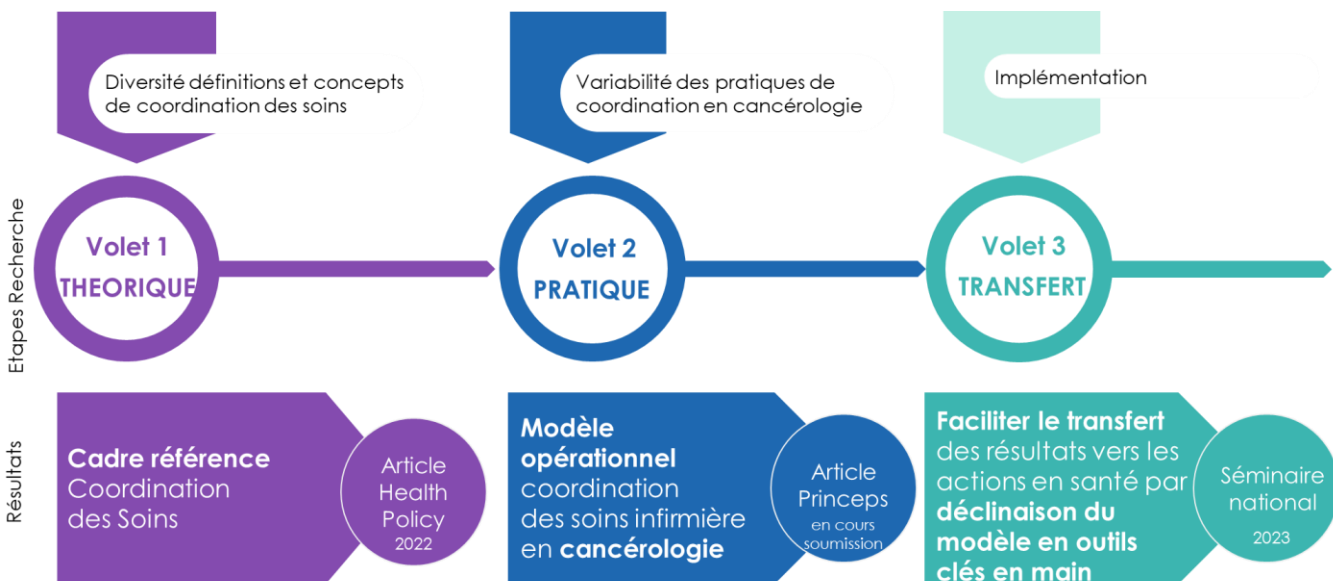 Diversité définitions et concepts
de coordination des soins
Variabilité des pratiques de
coordination en cancérologie
Implémentation
Etapes Recherche
Volet 1
THEORIQUE
Volet 2
PRATIQUE
Volet 3
TRANSFERT
Résultats
Cadre référence
Coordination
des Soins
Article
Health
Policy
2022
Modèle
opérationnel
coordination
des soins infirmière
en cancérologie
Article
Princeps
en cours
soumission
Faciliter le transfert
des résultats vers les
actions en santé par
déclinaison du
modèle en outils
clés en main
Séminaire
national
2023